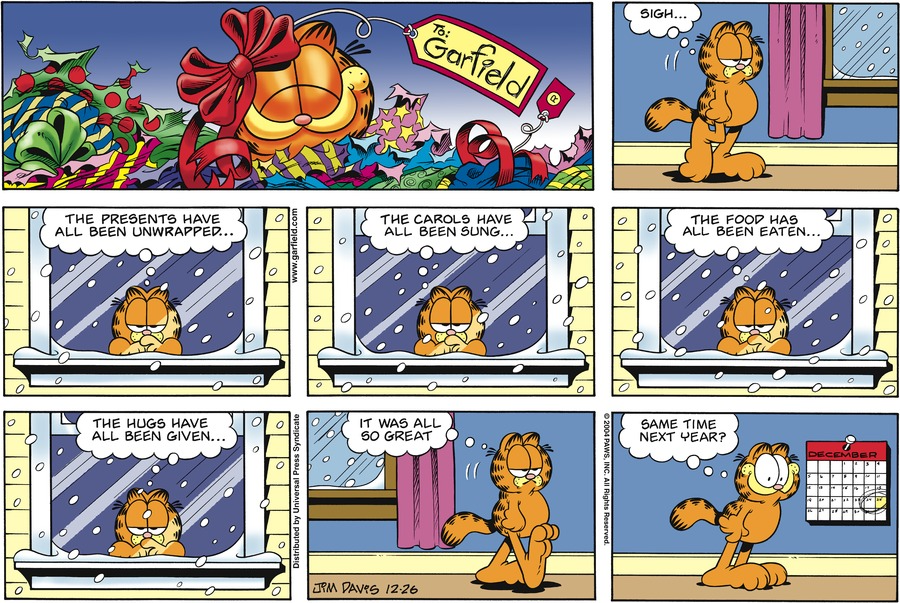 To:
Garfield
®
SIGH...
THE PRESENTS HAVE
ALL BEEN UNWRAPPED...
www.garfield.com
THE CAROLS HAVE
ALL BEEN SUNG...
THE FOOD HAS
ALL BEEN EATEN...
THE HUGS HAVE
ALL BEEN GIVEN...
Distributed by Universal Press Syndicate
IT WAS ALL
SO GREAT
JIM DAVIS 12-26
© 2004 PAWS, INC. All Rights Reserved.
SAME TIME
NEXT YEAR?
DECEMBER